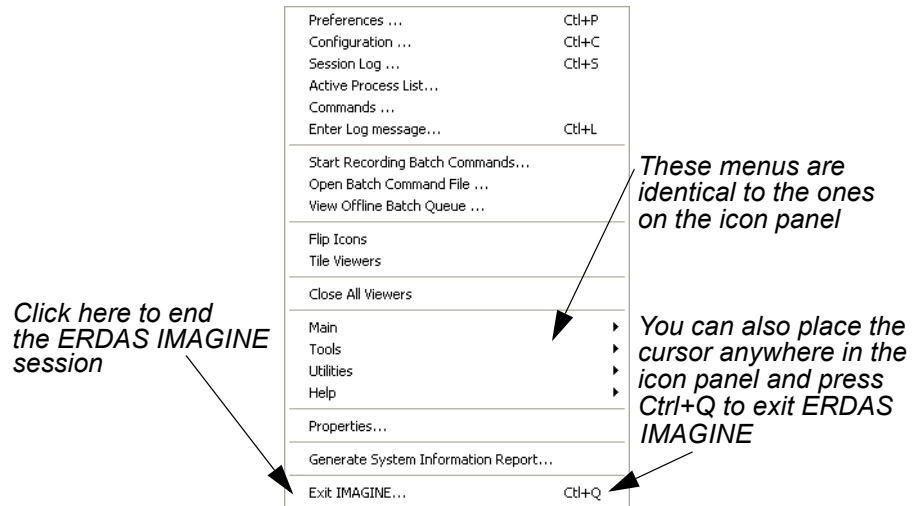 Preferences ... Ctl+P
Configuration ... Ctl+C
Session Log ... Ctl+S
Active Process List...
Commands ...
Enter Log message... Ctl+L
Start Recording Batch Commands...
Open Batch Command File ...
View Offline Batch Queue ...
Flip Icons
Tile Viewers
Close All Viewers
Main
Tools
Utilities
Help
Properties...
Generate System Information Report...
Exit IMAGINE... Ctl+Q
These menus are
identical to the ones
on the icon panel
Click here to end
the ERDAS IMAGINE
session
You can also place the
cursor anywhere in the
icon panel and press
Ctrl+Q to exit ERDAS
IMAGINE